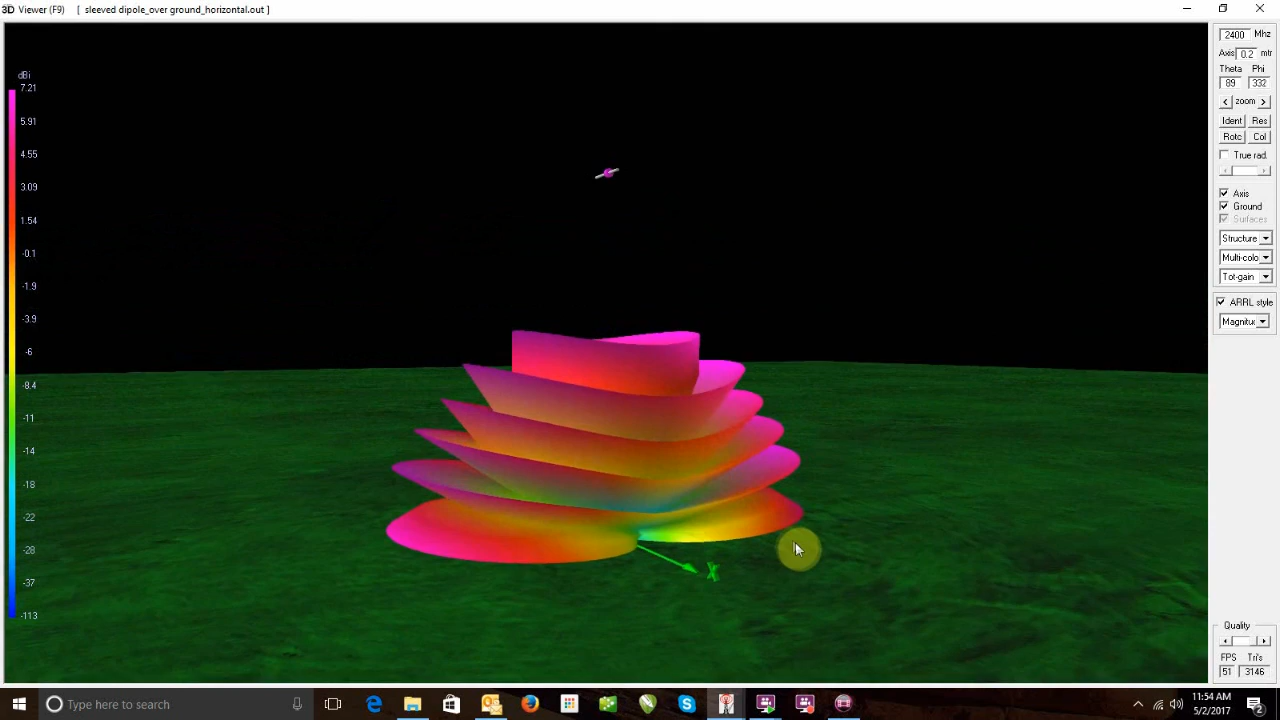 3D Viewer (F9) [ sleeved dipole_over ground_horizontal.out ]
dBi
7.21
5.91
4.55
3.09
1.54
-0.1
-1.9
-3.9
-6
-8.4
-11
-14
-18
-22
-28
-37
-113
X
2400 Mhz
Axis 0.2 mtr
Theta Phi
89 332
< zoom >
Ident Res
Rotc Col
True rad.
Axis
Ground
Surfaces
Structure
Multi-colo
Tot-gain
ARRL style
Magnitu
Quality
FPS Tri's
51 3146
Type here to search
11:54 AM
5/2/2017
2